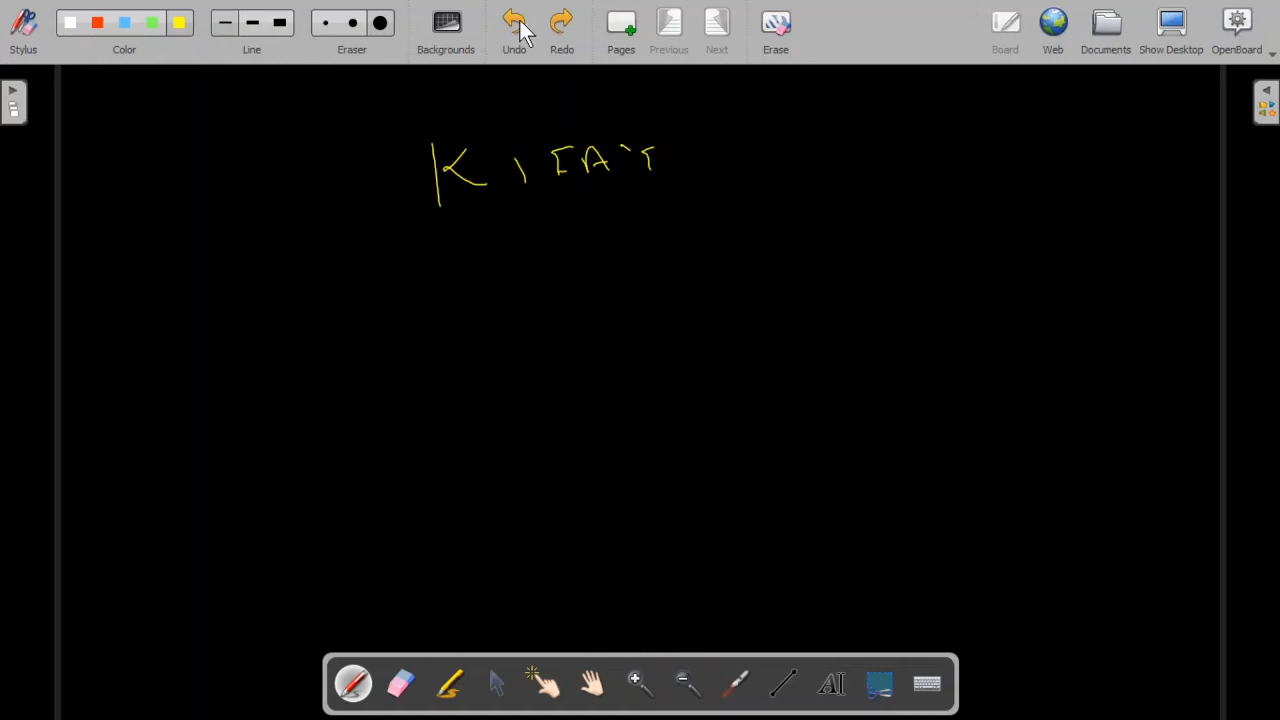 Stylus
Color
Line
Eraser
Backgrounds
Undo
Redo
Pages
Previous
Next
Erase
Board
Web
Documents
Show Desktop
OpenBoard
K